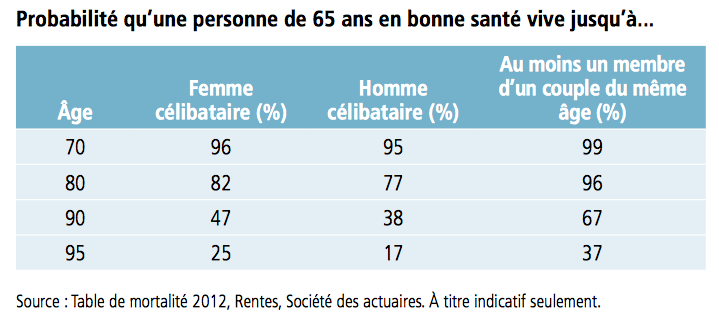 Probabilité qu'une personne de 65 ans en bonne santé vive jusqu'à...
Âge
Femme
célibataire (%)
Homme
célibataire (%)
Au moins un membre
d'un couple du même
âge (%)
70 96 95 99
80 82 77 96
90 47 38 67
95 25 17 37
Source : Table de mortalité 2012, Rentes, Société des actuaires. À titre indicatif seulement.